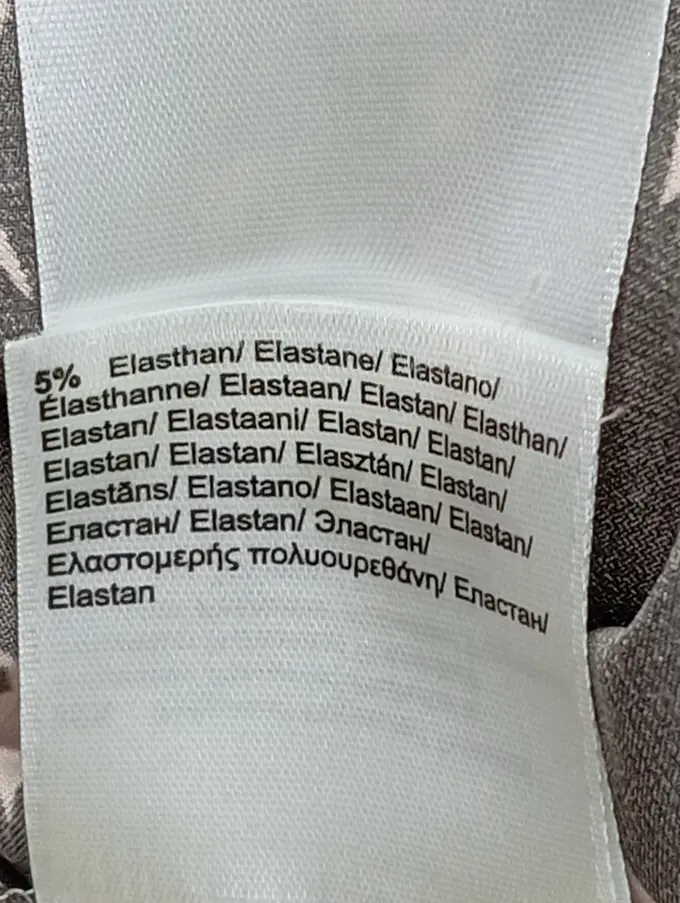 5% Elasthan/ Elastane/ Elastano/
Élasthanne/ Elastaan/ Elastan/ Elasthan/
Elastan/ Elastaani/ Elastan/ Elastan/
Elastan/ Elastan/ Elasztán/ Elastan/
Elastāns/ Elastano/ Elastaan/ Elastan/
Еластан/ Elastan/ Эластан/
Ελαστομερής πολυουρεθάνη/ Еластан/
Elastan